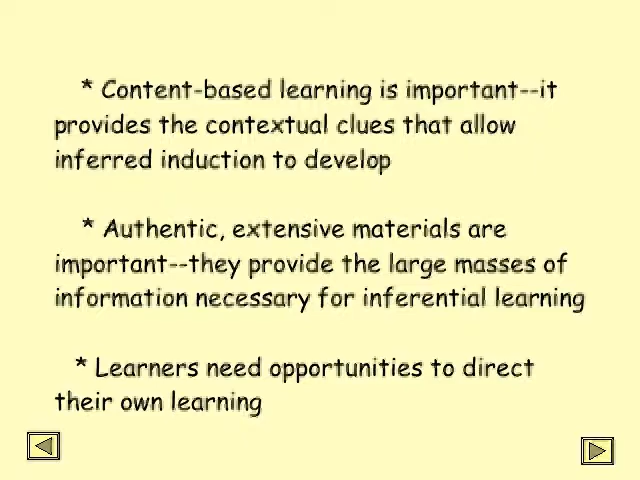 * Content-based learning is important--it
provides the contextual clues that allow
inferred induction to develop
* Authentic, extensive materials are
important--they provide the large masses of
information necessary for inferential learning
* Learners need opportunities to direct
their own learning